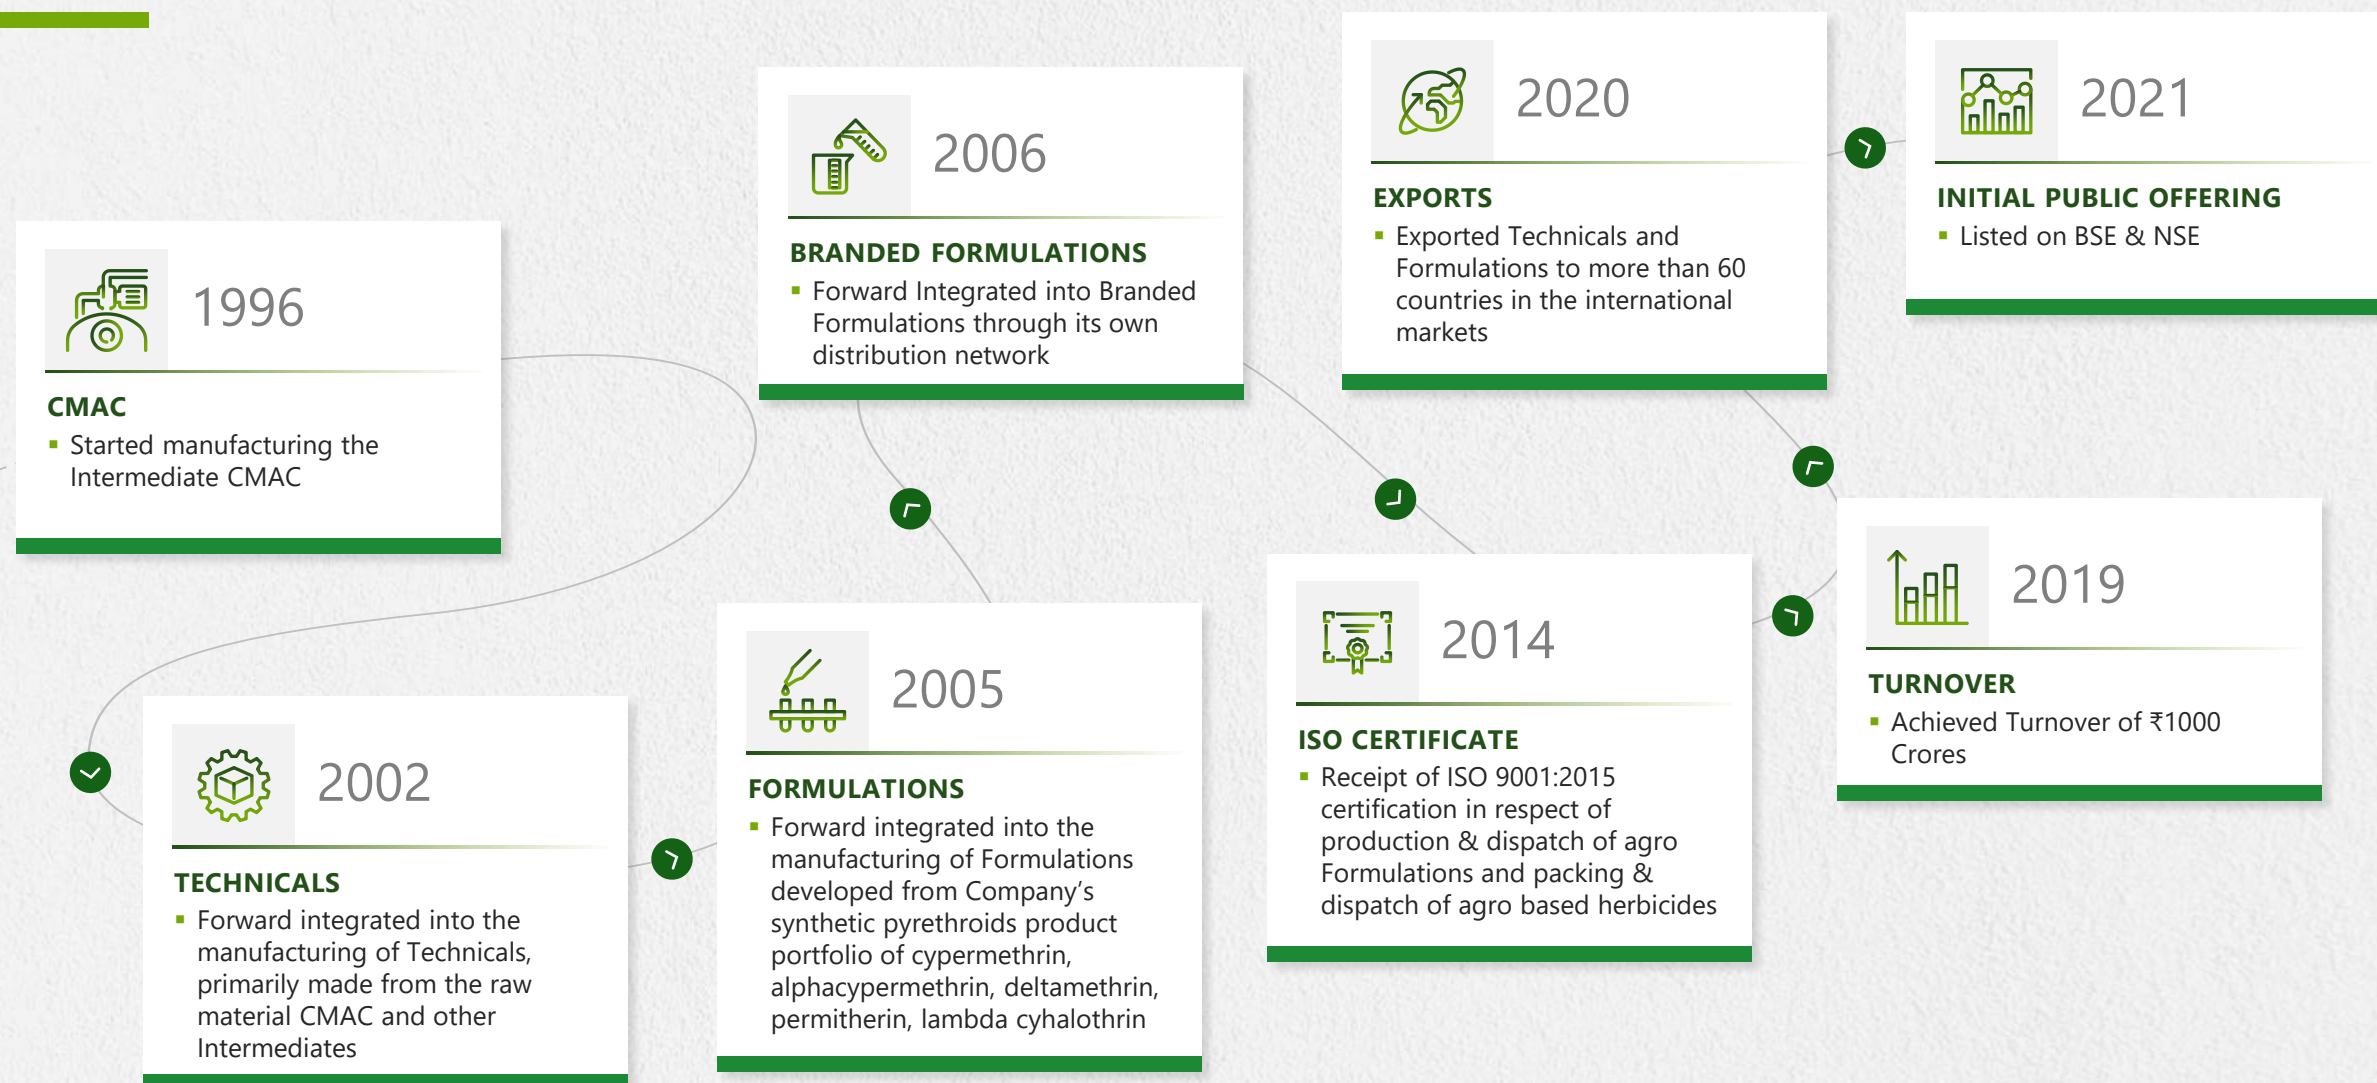 1996
CMAC
▪ Started manufacturing the
Intermediate CMAC
2002
TECHNICALS
▪ Forward integrated into the
manufacturing of Technicals,
primarily made from the raw
material CMAC and other
Intermediates
2005
FORMULATIONS
▪ Forward integrated into the
manufacturing of Formulations
developed from Company’s
synthetic pyrethroids product
portfolio of cypermethrin,
alphacypermethrin, deltamethrin,
permitherin, lambda cyhalothrin
2006
BRANDED FORMULATIONS
▪ Forward Integrated into Branded
Formulations through its own
distribution network
2014
ISO CERTIFICATE
▪ Receipt of ISO 9001:2015
certification in respect of
production & dispatch of agro
Formulations and packing &
dispatch of agro based herbicides
2019
TURNOVER
▪ Achieved Turnover of ₹1000
Crores
2020
EXPORTS
▪ Exported Technicals and
Formulations to more than 60
countries in the international
markets
2021
INITIAL PUBLIC OFFERING
▪ Listed on BSE & NSE